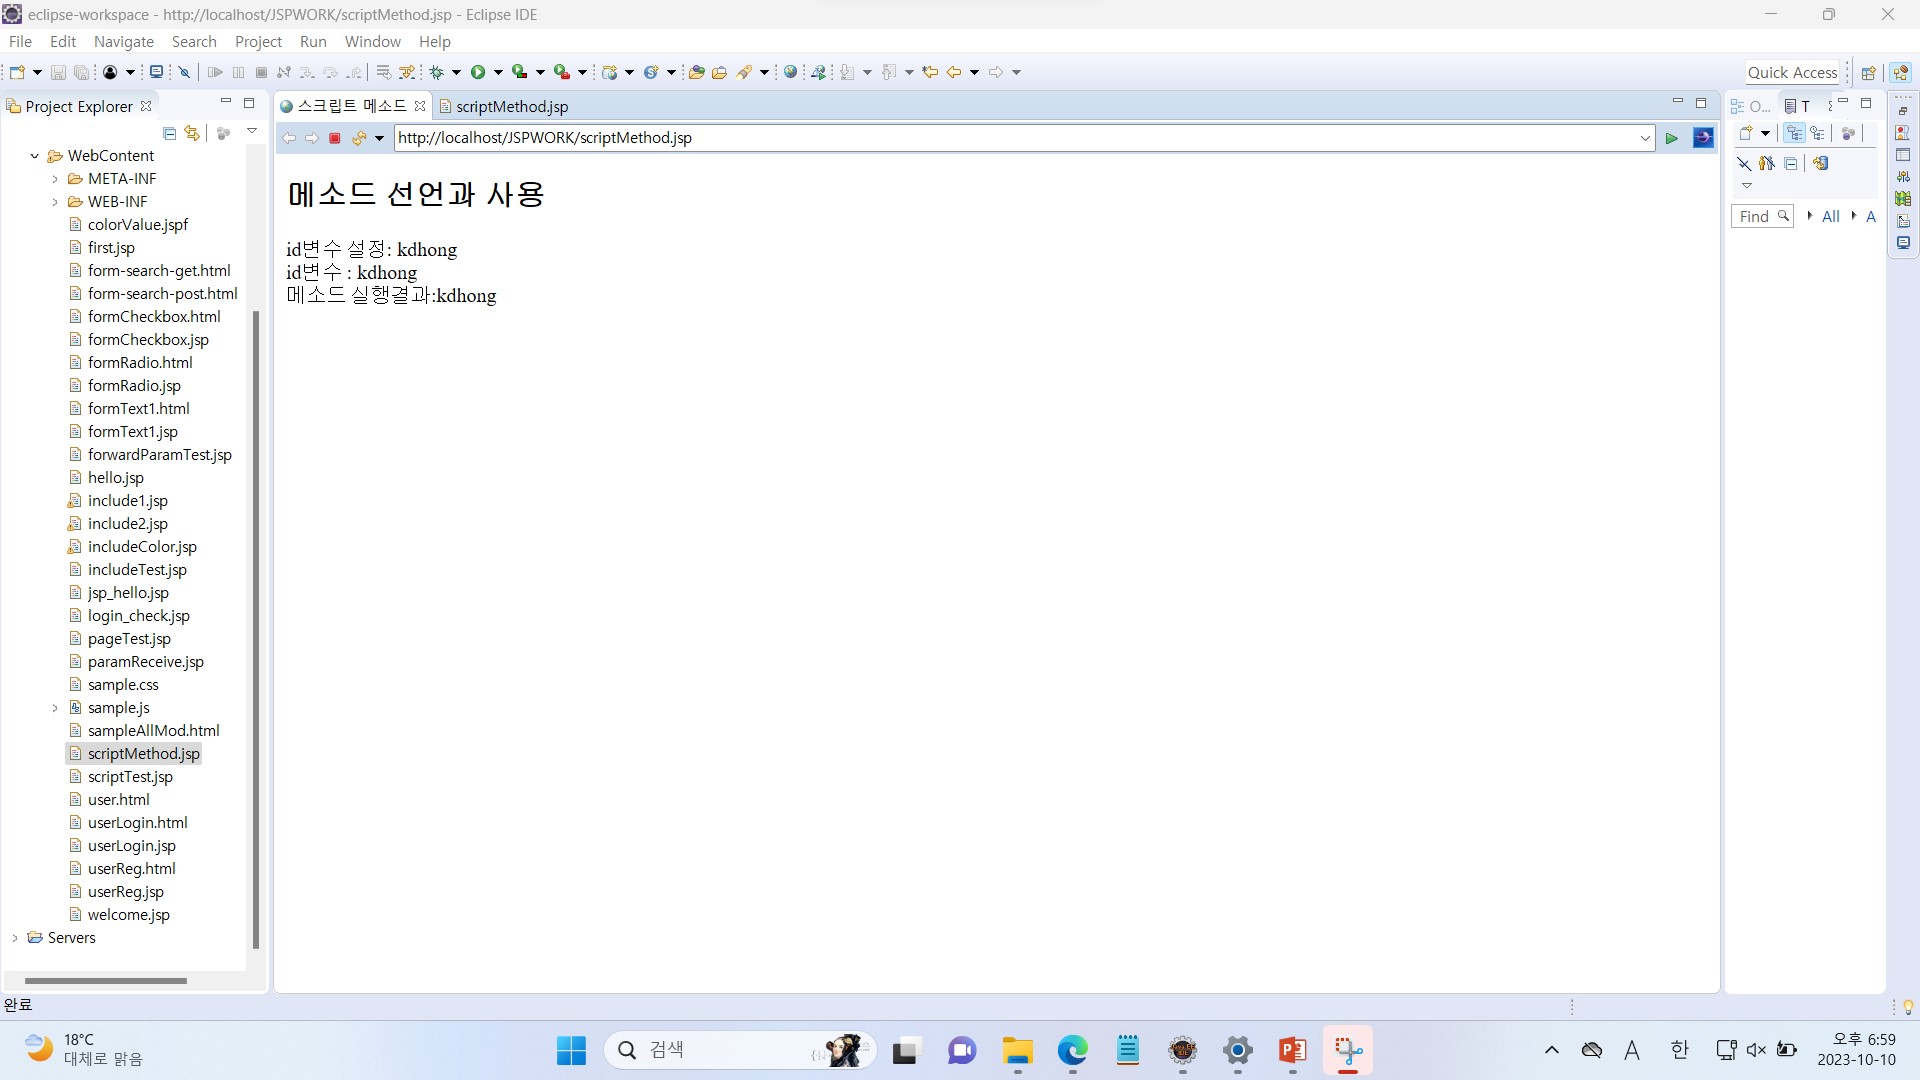 eclipse-workspace - http://localhost/JSPWORK/scriptMethod.jsp - Eclipse IDE
File Edit Navigate Search Project Run Window Help
Quick Access
Project Explorer
스크립트 메소드
scriptMethod.jsp
O...
T
http://localhost/JSPWORK/scriptMethod.jsp
WebContent
META-INF
WEB-INF
colorValue.jspf
first.jsp
form-search-get.html
form-search-post.html
formCheckbox.html
formCheckbox.jsp
formRadio.html
formRadio.jsp
formText1.html
formText1.jsp
forwardParamTest.jsp
hello.jsp
include1.jsp
include2.jsp
includeColor.jsp
includeTest.jsp
jsp_hello.jsp
login_check.jsp
pageTest.jsp
paramReceive.jsp
sample.css
sample.js
sampleAllMod.html
scriptMethod.jsp
scriptTest.jsp
user.html
userLogin.html
userLogin.jsp
userReg.html
userReg.jsp
welcome.jsp
Servers
메소드 선언과 사용
id변수 설정: kdhong
id변수 : kdhong
메소드 실행결과:kdhong
Find
All
A
완료
18°C
대체로 맑음
검색
A
한
오후 6:59
2023-10-10